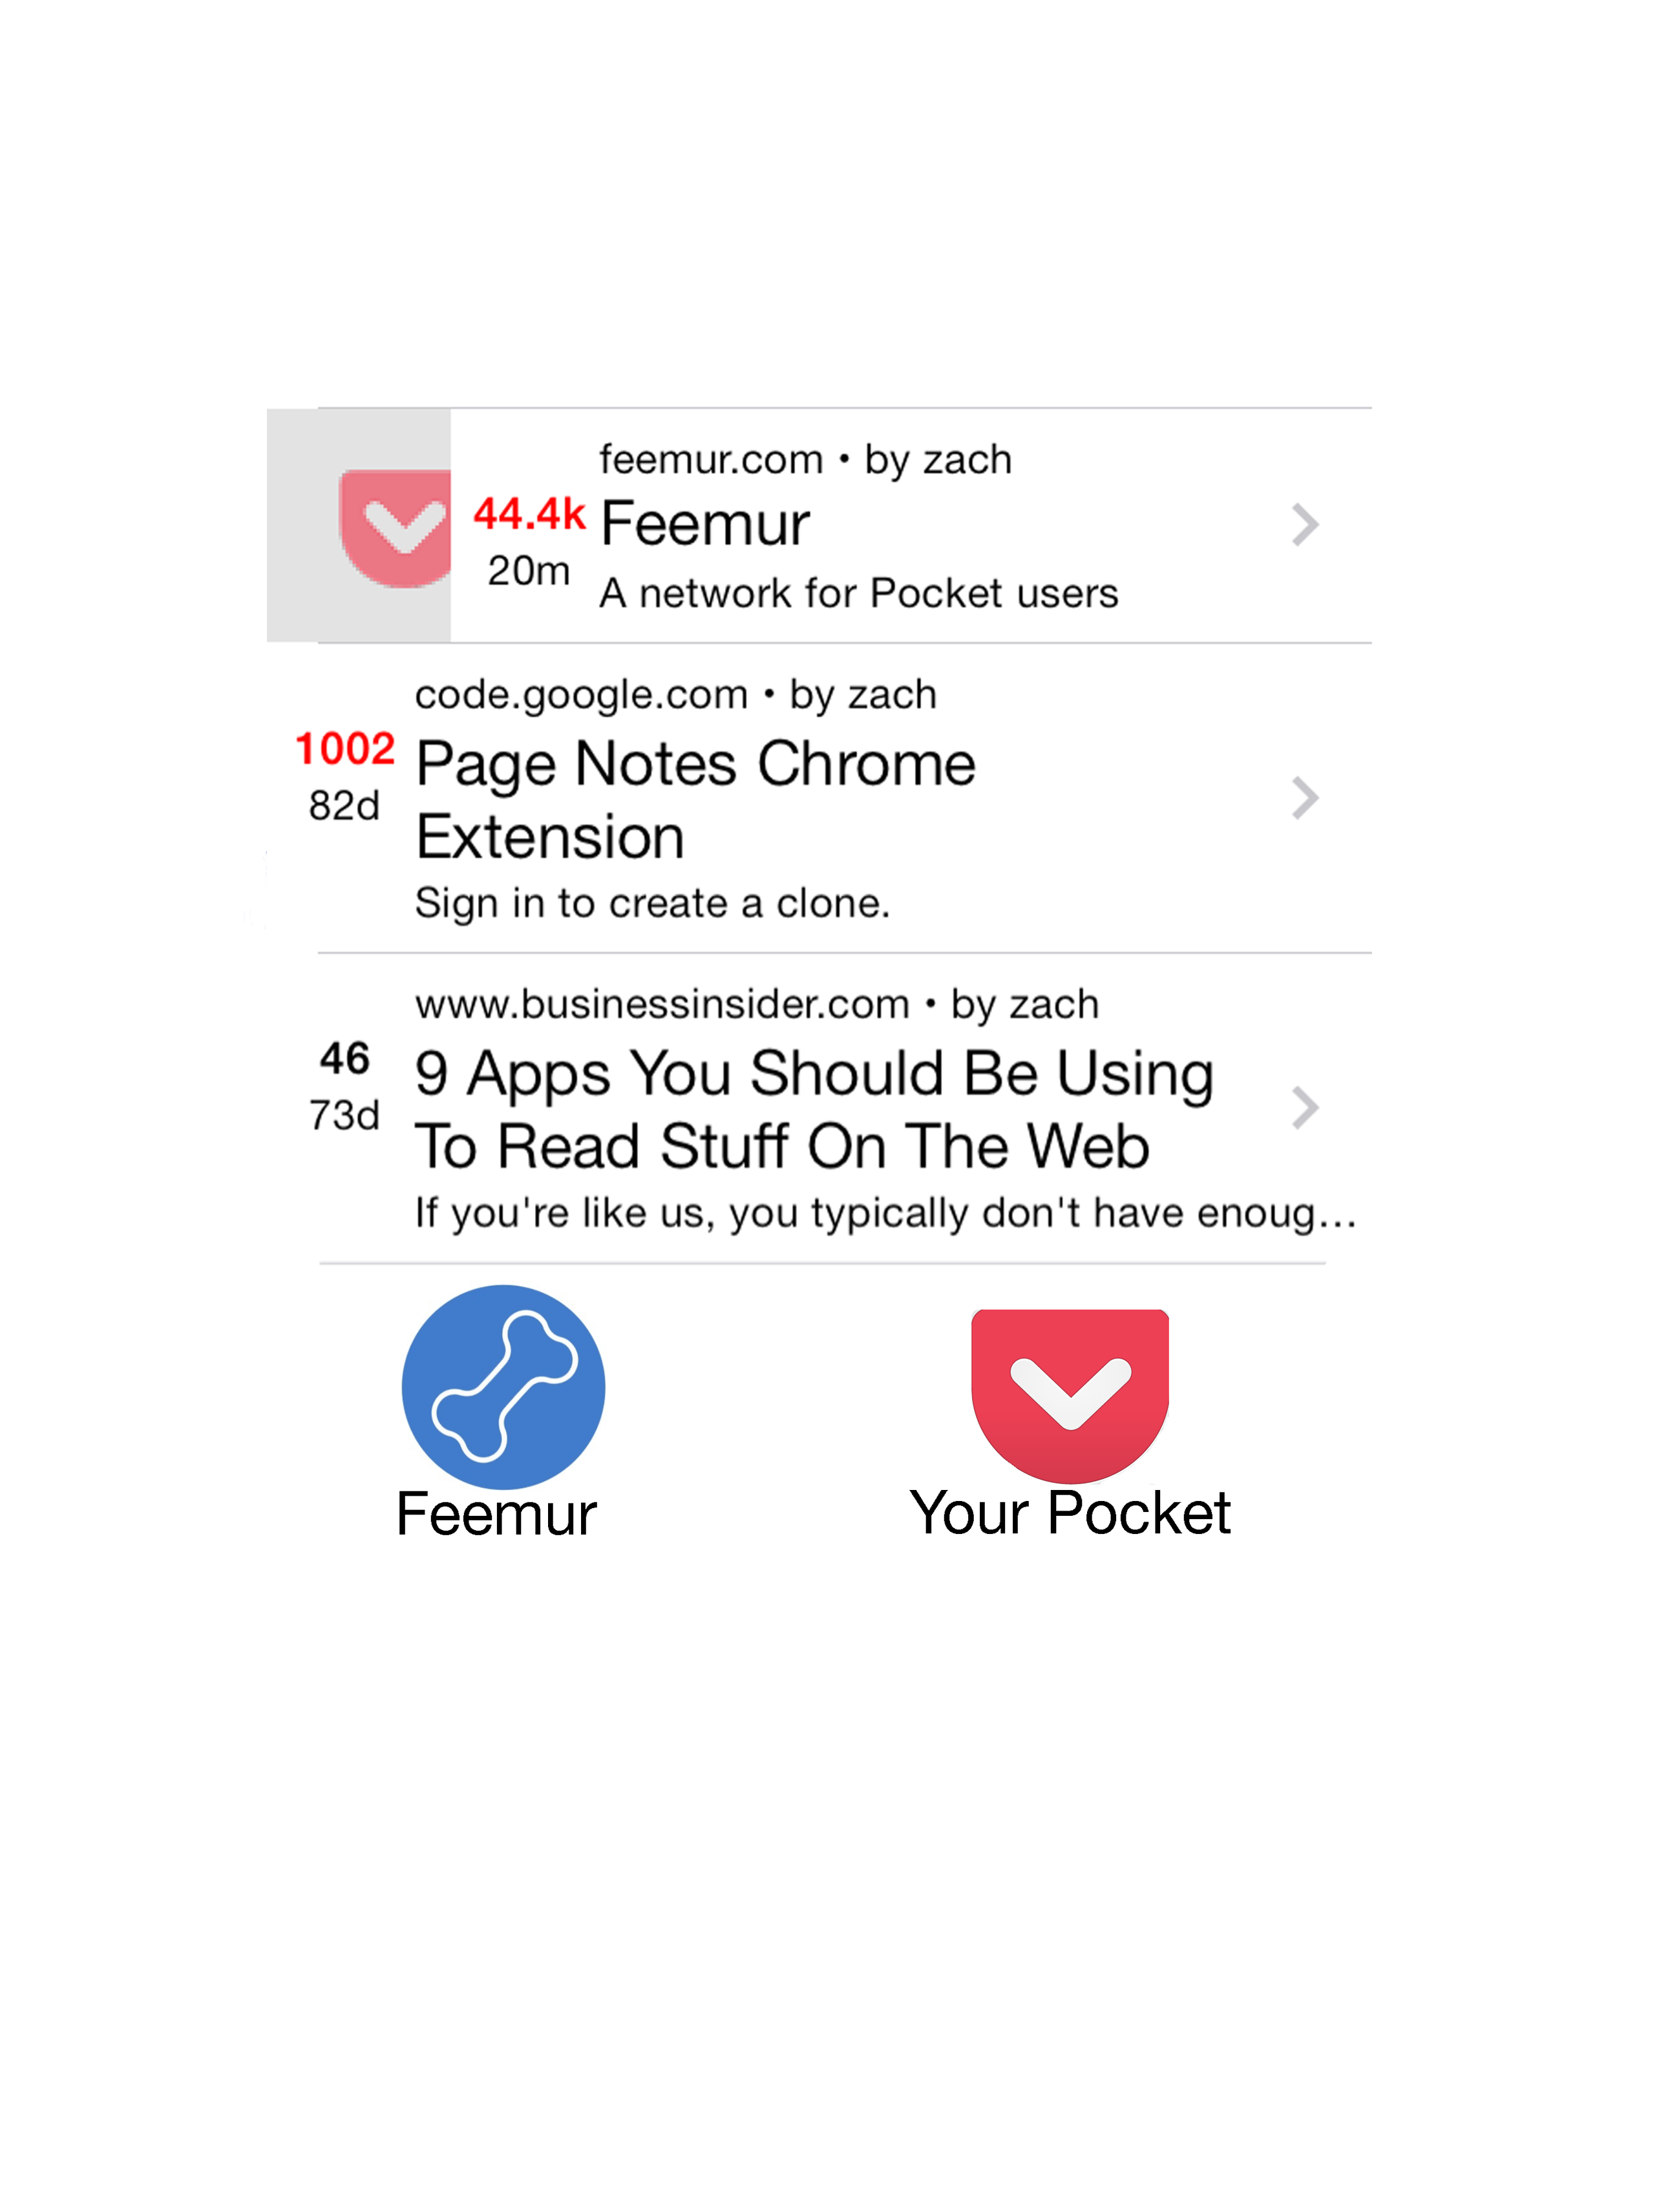 feemur.com • by zach
44.4k Feemur
20m
A network for Pocket users
code.google.com • by zach
1002 Page Notes Chrome
82d
Extension
Sign in to create a clone.
www.businessinsider.com • by zach
46 9 Apps You Should Be Using
73d
To Read Stuff On The Web
If you're like us, you typically don't have enoug...
Feemur
Your Pocket